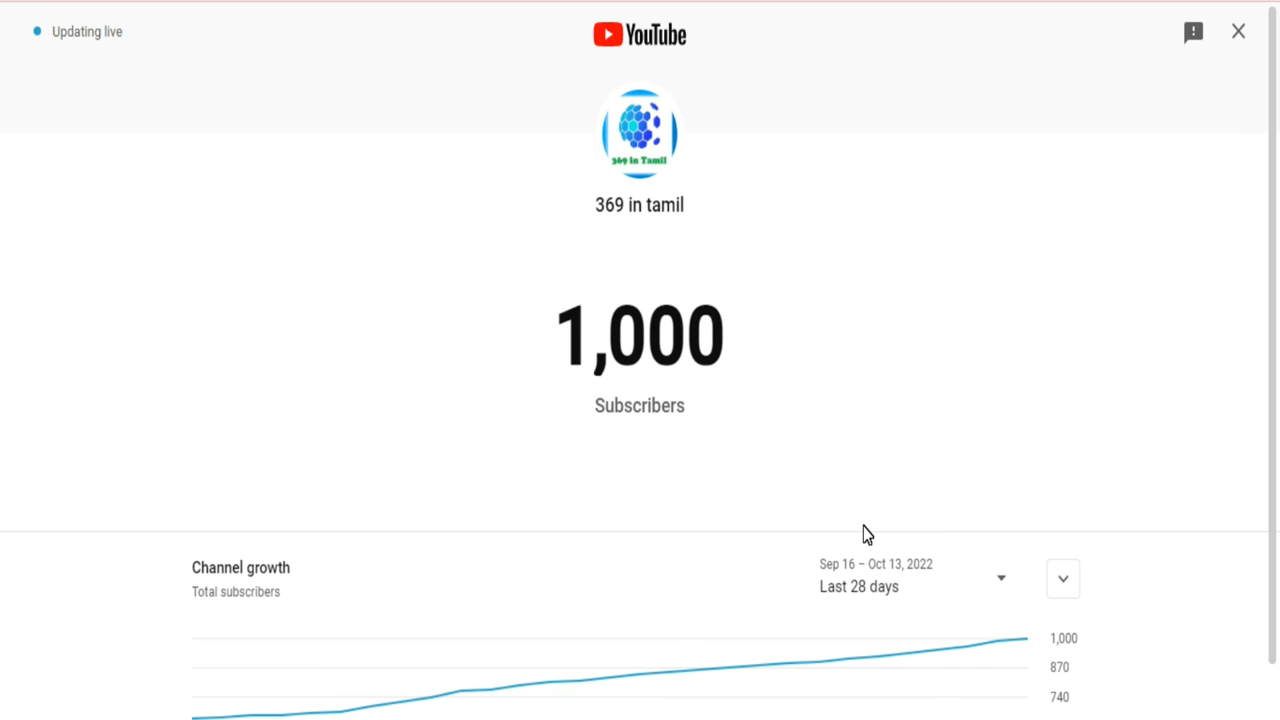 Updating live
YouTube
369 in Tamil
369 in tamil
1,000
Subscribers
Channel growth
Total subscribers
Sep 16 – Oct 13, 2022
Last 28 days
1,000
870
740